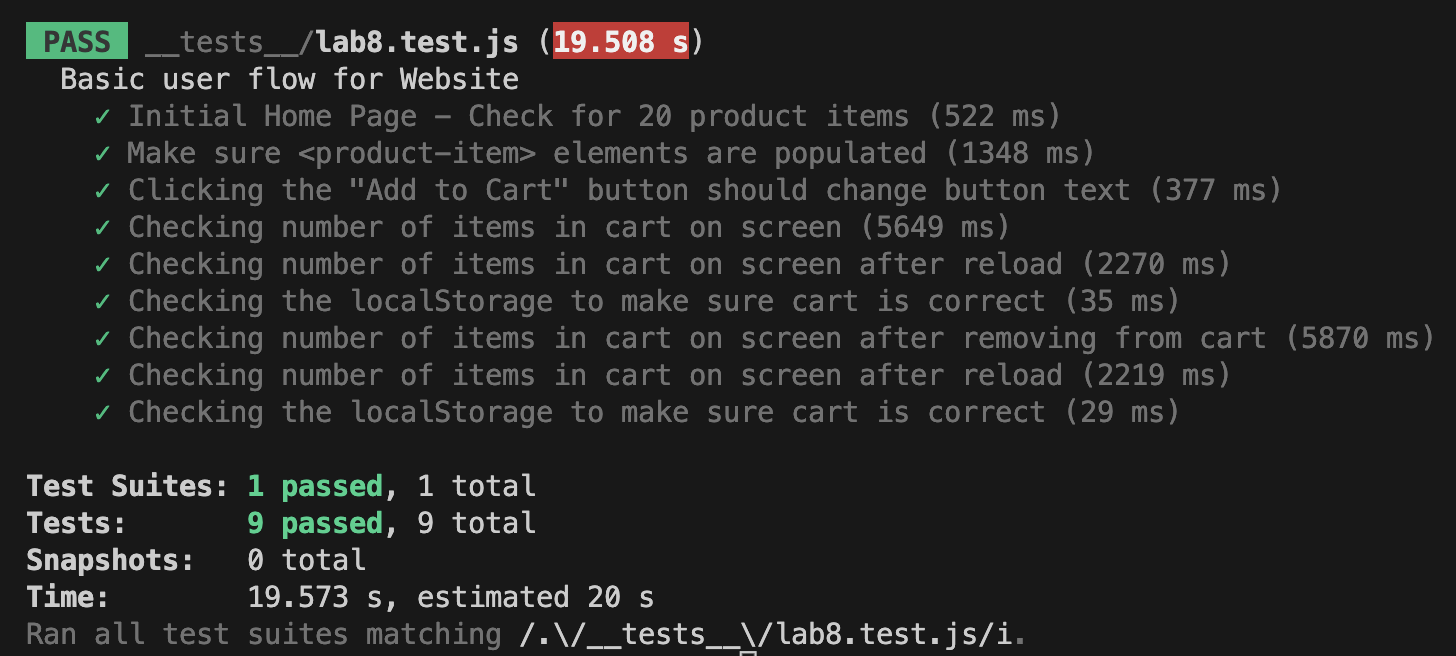 PASS __tests__/lab8.test.js (19.508 s)
Basic user flow for Website
✓ Initial Home Page – Check for 20 product items (522 ms)
✓ Make sure <product-item> elements are populated (1348 ms)
✓ Clicking the "Add to Cart" button should change button text (377 ms)
✓ Checking number of items in cart on screen (5649 ms)
✓ Checking number of items in cart on screen after reload (2270 ms)
✓ Checking the localStorage to make sure cart is correct (35 ms)
✓ Checking number of items in cart on screen after removing from cart (5870 ms)
✓ Checking number of items in cart on screen after reload (2219 ms)
✓ Checking the localStorage to make sure cart is correct (29 ms)
Test Suites: 1 passed, 1 total
Tests: 9 passed, 9 total
Snapshots: 0 total
Time: 19.573 s, estimated 20 s
Ran all test suites matching /.\/__tests__\/lab8.test.js/i.